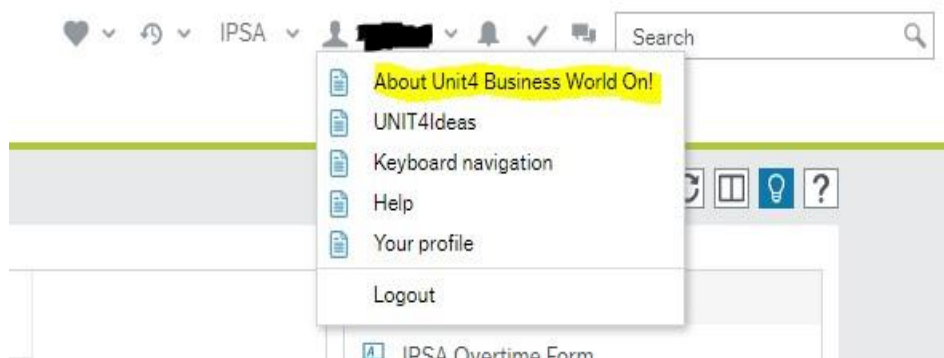 IPSA
Search
About Unit4 Business World On!
UNIT4Ideas
Keyboard navigation
Help
Your profile
Logout
IPSA Overtime Form